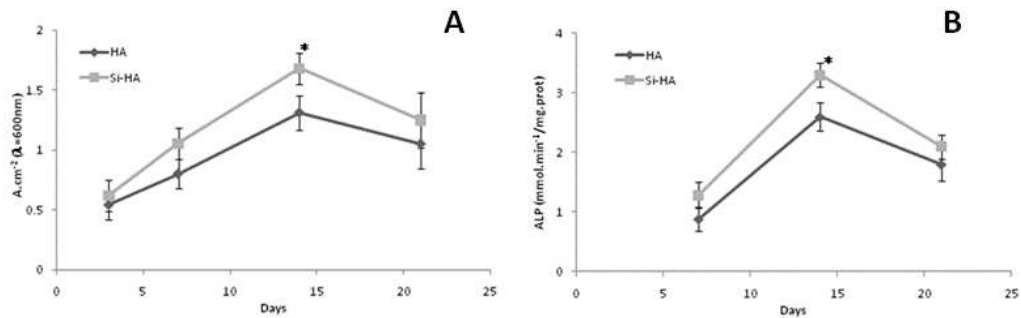 A
2
1.5
1
0.5
0
A.cm⁻² (λ=600nm)
HA
Si-HA
*
0 5 10 15 20 25
Days
B
4
3
2
1
0
ALP (mmol.min⁻¹/mg.prot)
HA
Si-HA
*
0 5 10 15 20 25
Days